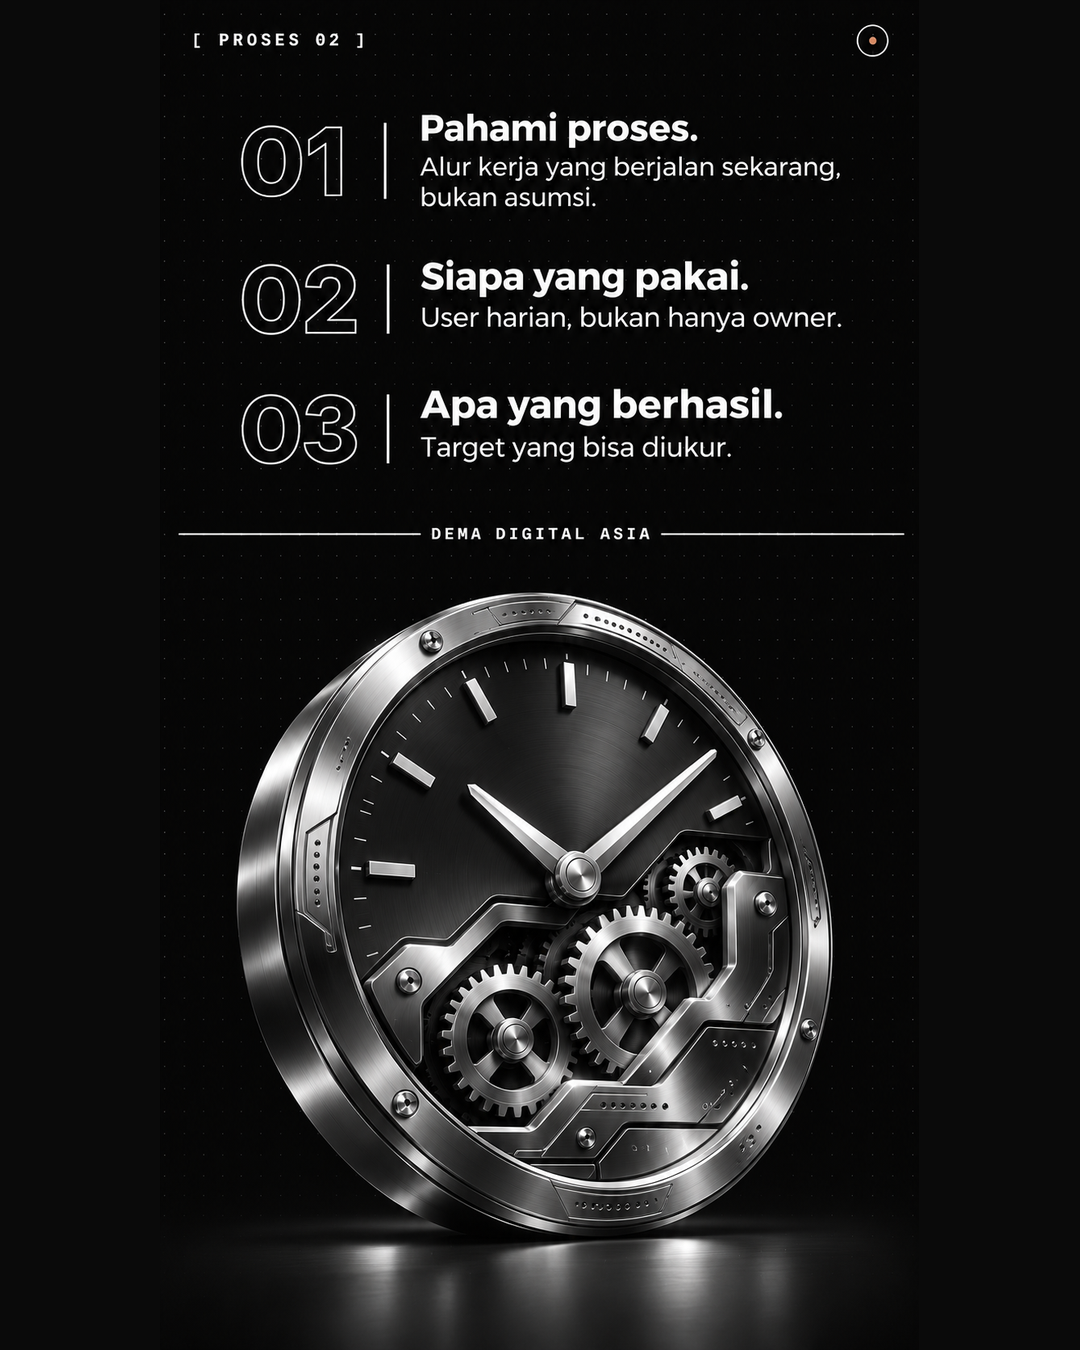 [ PROSES 02 ]
01
Pahami proses.
Alur kerja yang berjalan sekarang,
bukan asumsi.
02
Siapa yang pakai.
User harian, bukan hanya owner.
03
Apa yang berhasil.
Target yang bisa diukur.
DEMA DIGITAL ASIA